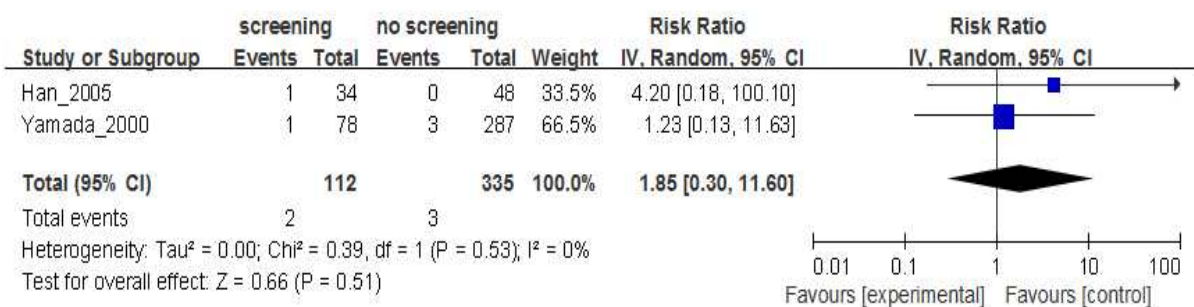 screening no screening Risk Ratio Risk Ratio
Study or Subgroup Events Total Events Total Weight IV, Random, 95% CI IV, Random, 95% CI
Han_2005 1 34 0 48 33.5% 4.20 [0.18, 100.10]
Yamada_2000 1 78 3 287 66.5% 1.23 [0.13, 11.63]
Total (95% CI) 112 335 100.0% 1.85 [0.30, 11.60]
Total events 2 3
Heterogeneity: Tau² = 0.00; Chi² = 0.39, df = 1 (P = 0.53); I² = 0%
Test for overall effect: Z = 0.66 (P = 0.51)
0.01 0.1 1 10 100
Favours [experimental] Favours [control]